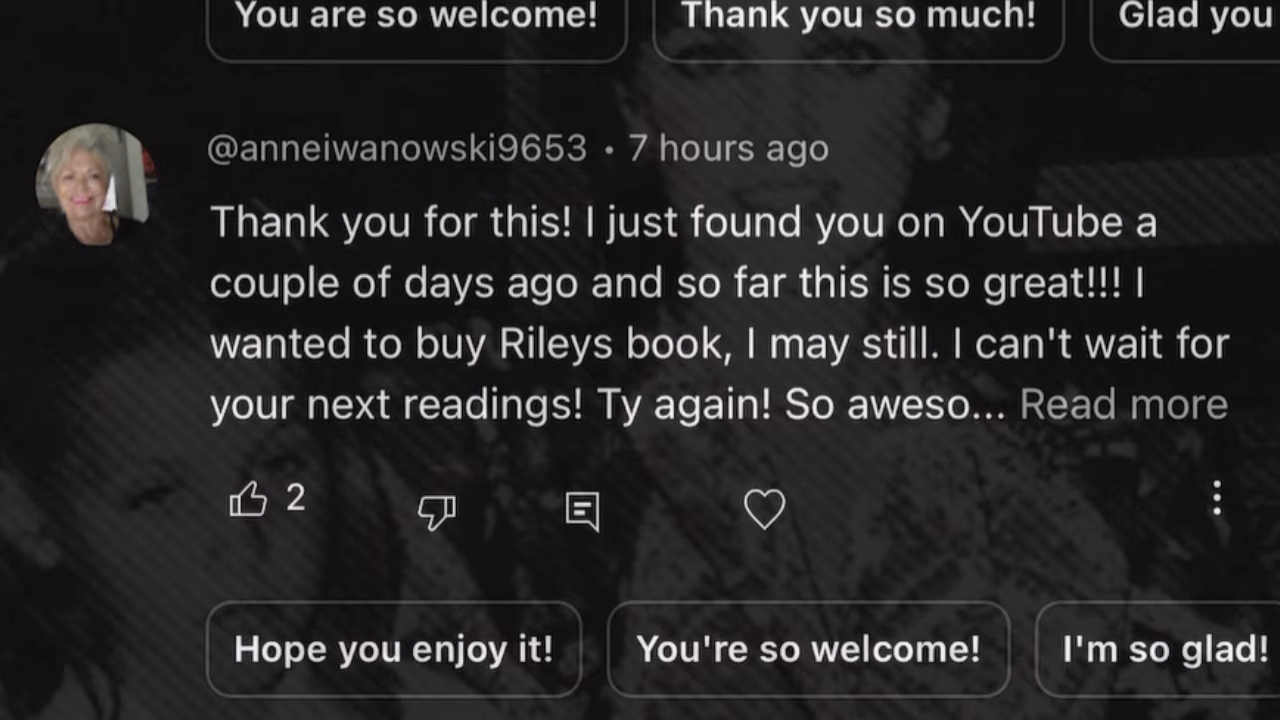 You are so welcome!
Thank you so much!
Glad you
@anneiwanowski9653 • 7 hours ago
Thank you for this! I just found you on YouTube a
couple of days ago and so far this is so great!!! I
wanted to buy Rileys book, I may still. I can't wait for
your next readings! Ty again! So aweso... Read more
2
Hope you enjoy it!
You're so welcome!
I'm so glad!